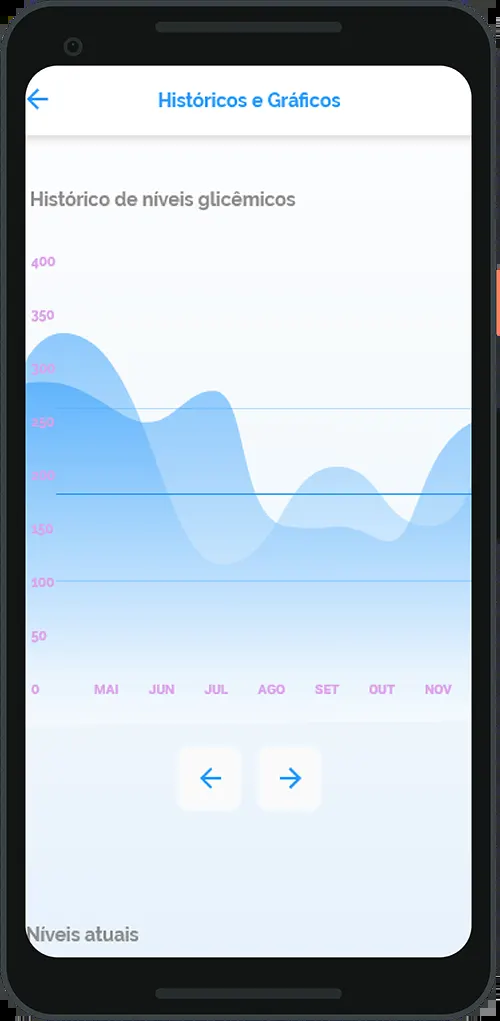 Históricos e Gráficos
Histórico de níveis glicêmicos
400
350
300
250
200
150
100
50
0 MAI JUN JUL AGO SET OUT NOV
Níveis atuais